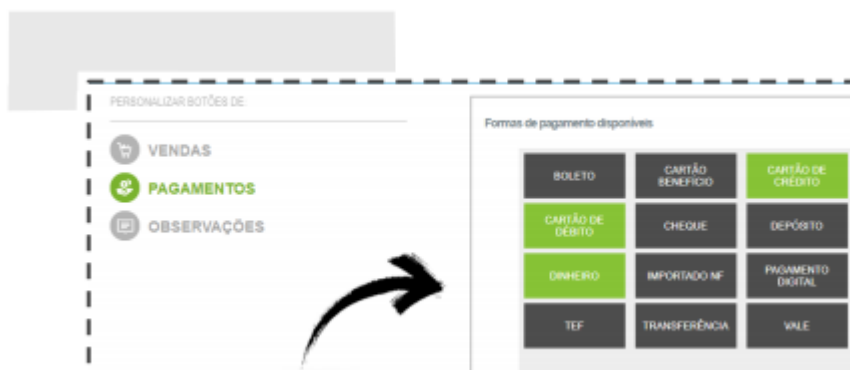 PERSONALIZAR BOTÕES DE:
VENDAS
PAGAMENTOS
OBSERVAÇÕES
Formas de pagamento disponíveis
BOLETO
CARTÃO
BENEFÍCIO
CARTÃO DE
CRÉDITO
CARTÃO DE
DÉBITO
CHEQUE
DEPÓSITO
DINHEIRO
IMPORTADO NF
PAGAMENTO
DIGITAL
TEF
TRANSFERÊNCIA
VALE